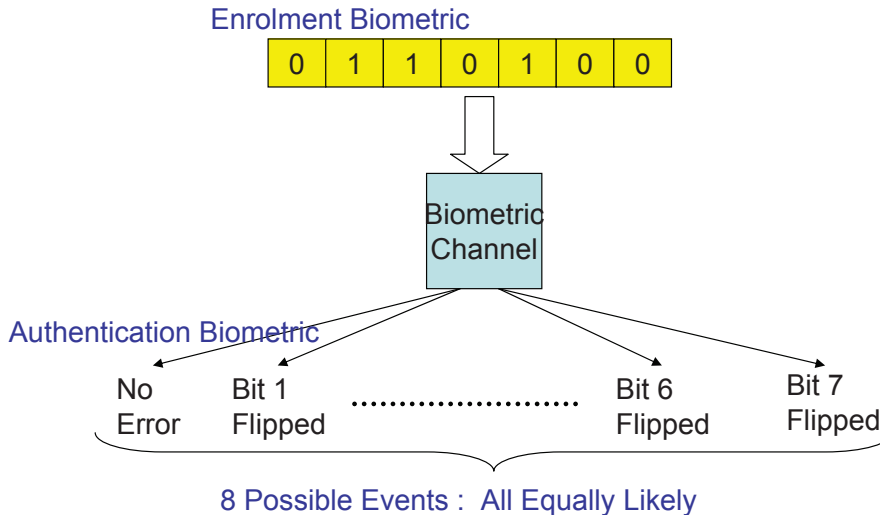 Enrolment Biometric
0 1 1 0 1 0 0
Biometric
Channel
Authentication Biometric
No
Error
Bit 1
Flipped
........................
Bit 6
Flipped
Bit 7
Flipped
8 Possible Events : All Equally Likely